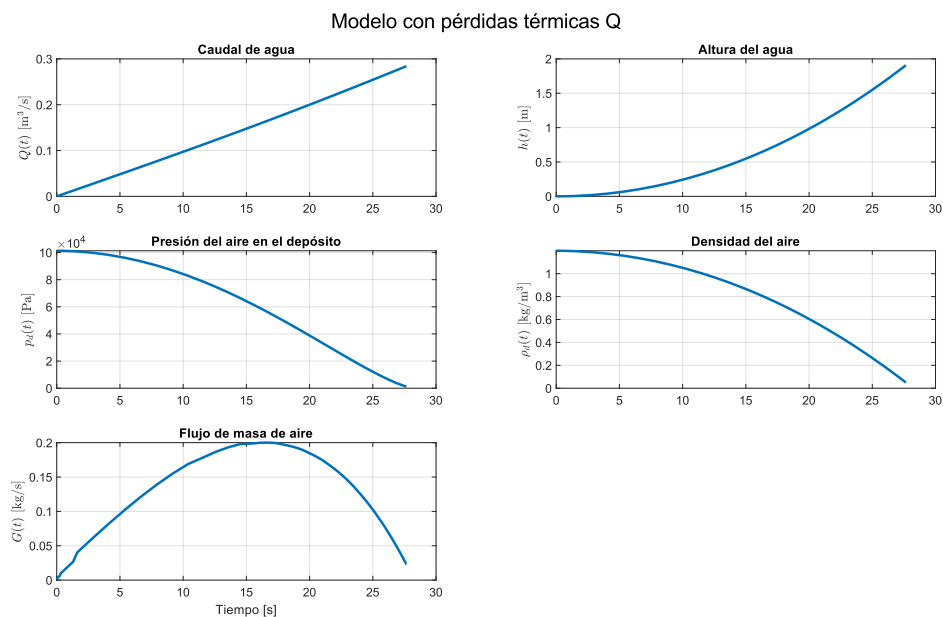 Modelo con pérdidas térmicas Q
Caudal de agua
Q(t) [m³/s]
0.3
0.2
0.1
0
0 5 10 15 20 25 30
Altura del agua
h(t) [m]
2
1.5
1
0.5
0
0 5 10 15 20 25 30
Presión del aire en el depósito
×10⁴
p_d(t) [Pa]
10
8
6
4
2
0
0 5 10 15 20 25 30
Densidad del aire
ρ_d(t) [kg/m³]
1
0.8
0.6
0.4
0.2
0
0 5 10 15 20 25 30
Flujo de masa de aire
G(t) [kg/s]
0.2
0.15
0.1
0.05
0
0 5 10 15 20 25 30
Tiempo [s]